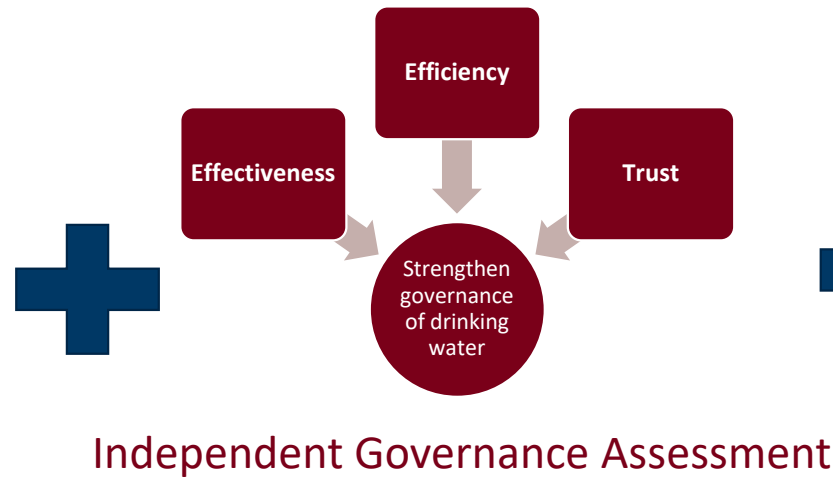 Efficiency
Effectiveness
Trust
Strengthen
governance
of drinking
water
Independent Governance Assessment